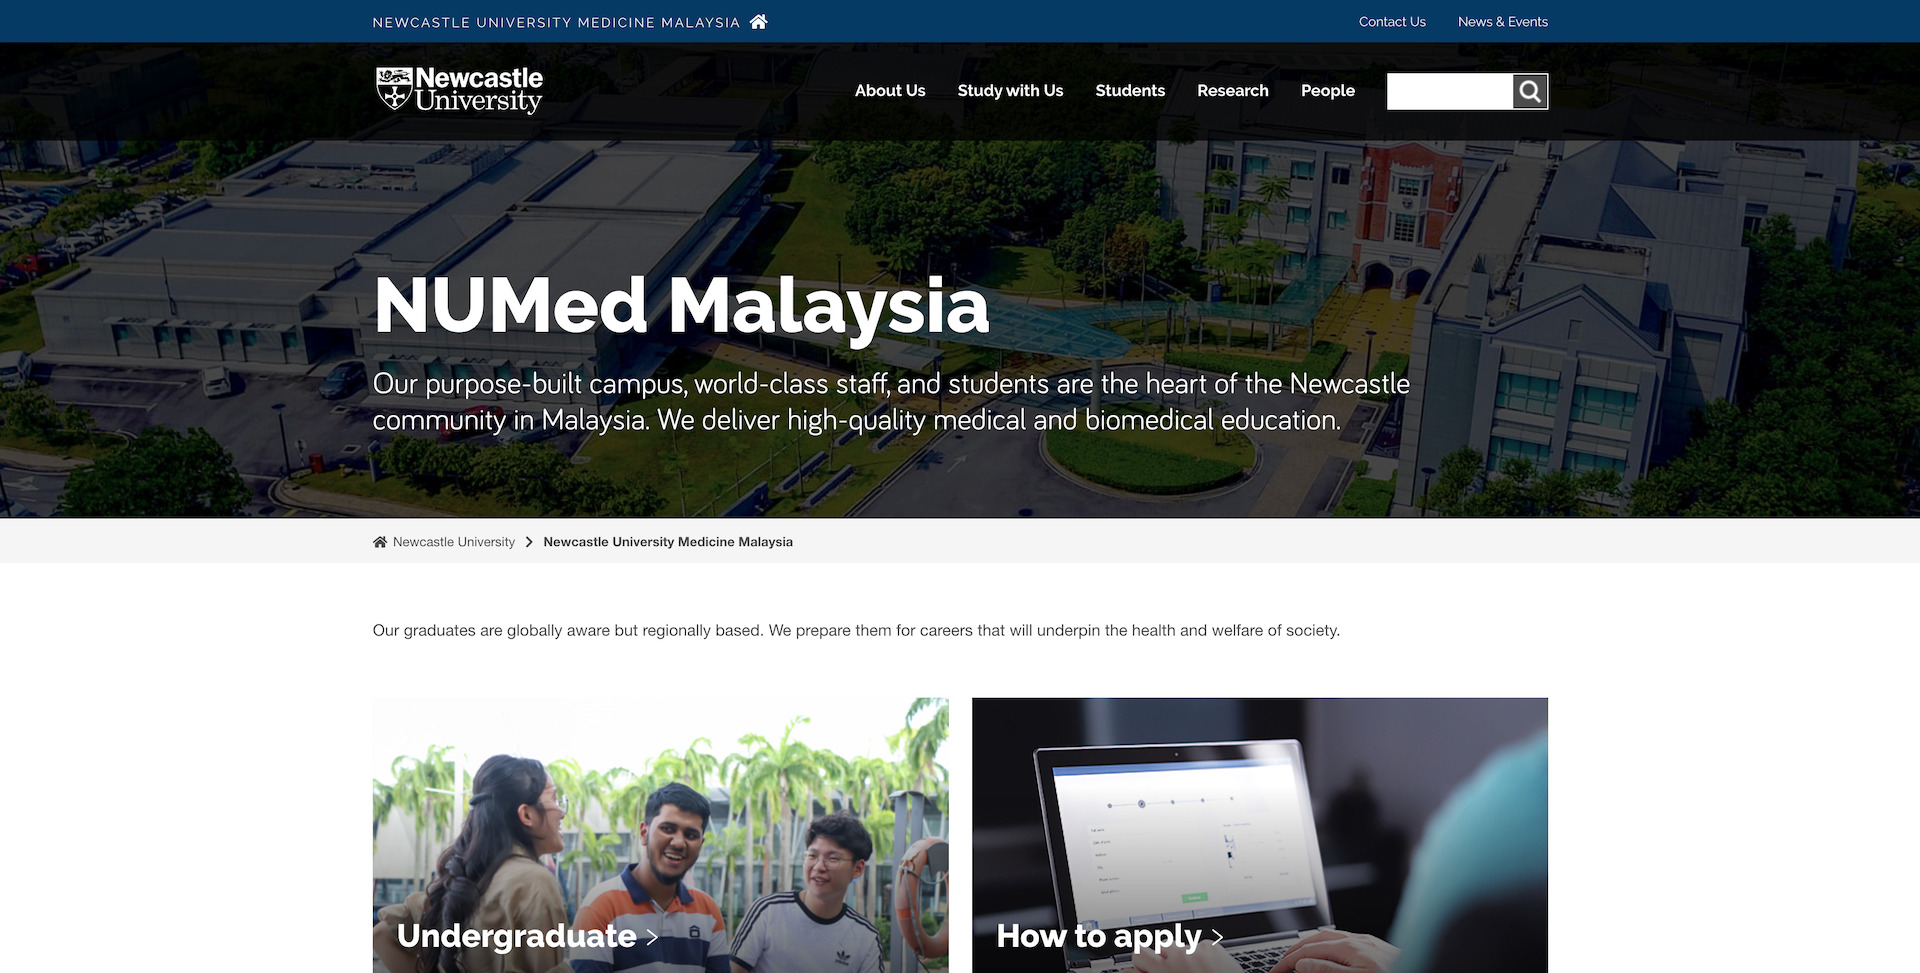 NEWCASTLE UNIVERSITY MEDICINE MALAYSIA
Contact Us
News & Events
Newcastle
University
About Us
Study with Us
Students
Research
People
NUMed Malaysia
Our purpose-built campus, world-class staff, and students are the heart of the Newcastle
community in Malaysia. We deliver high-quality medical and biomedical education.
Newcastle University
Newcastle University Medicine Malaysia
Our graduates are globally aware but regionally based. We prepare them for careers that will underpin the health and welfare of society.
Undergraduate
How to apply